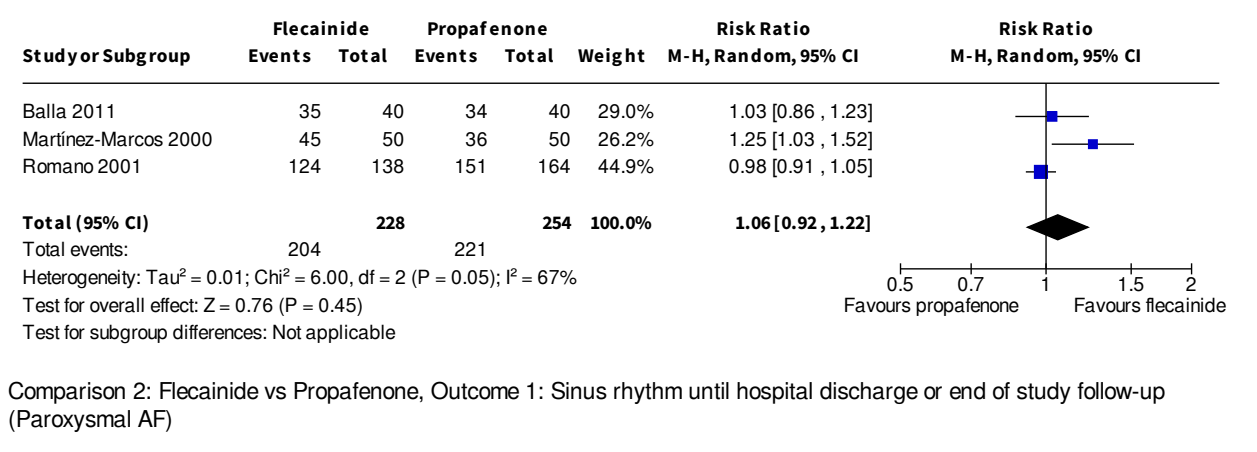 Flecainide Propafenone Risk Ratio Risk Ratio
Study or Subgroup Events Total Events Total Weight M-H, Random, 95% CI M-H, Random, 95% CI
Balla 2011 35 40 34 40 29.0% 1.03 [0.86 , 1.23]
Martínez-Marcos 2000 45 50 36 50 26.2% 1.25 [1.03 , 1.52]
Romano 2001 124 138 151 164 44.9% 0.98 [0.91 , 1.05]
Total (95% CI) 228 254 100.0% 1.06 [0.92 , 1.22]
Total events: 204 221
Heterogeneity: Tau² = 0.01; Chi² = 6.00, df = 2 (P = 0.05); I² = 67%
0.5 0.7 1 1.5 2
Test for overall effect: Z = 0.76 (P = 0.45) Favours propafenone Favours flecainide
Test for subgroup differences: Not applicable
Comparison 2: Flecainide vs Propafenone, Outcome 1: Sinus rhythm until hospital discharge or end of study follow-up
(Paroxysmal AF)